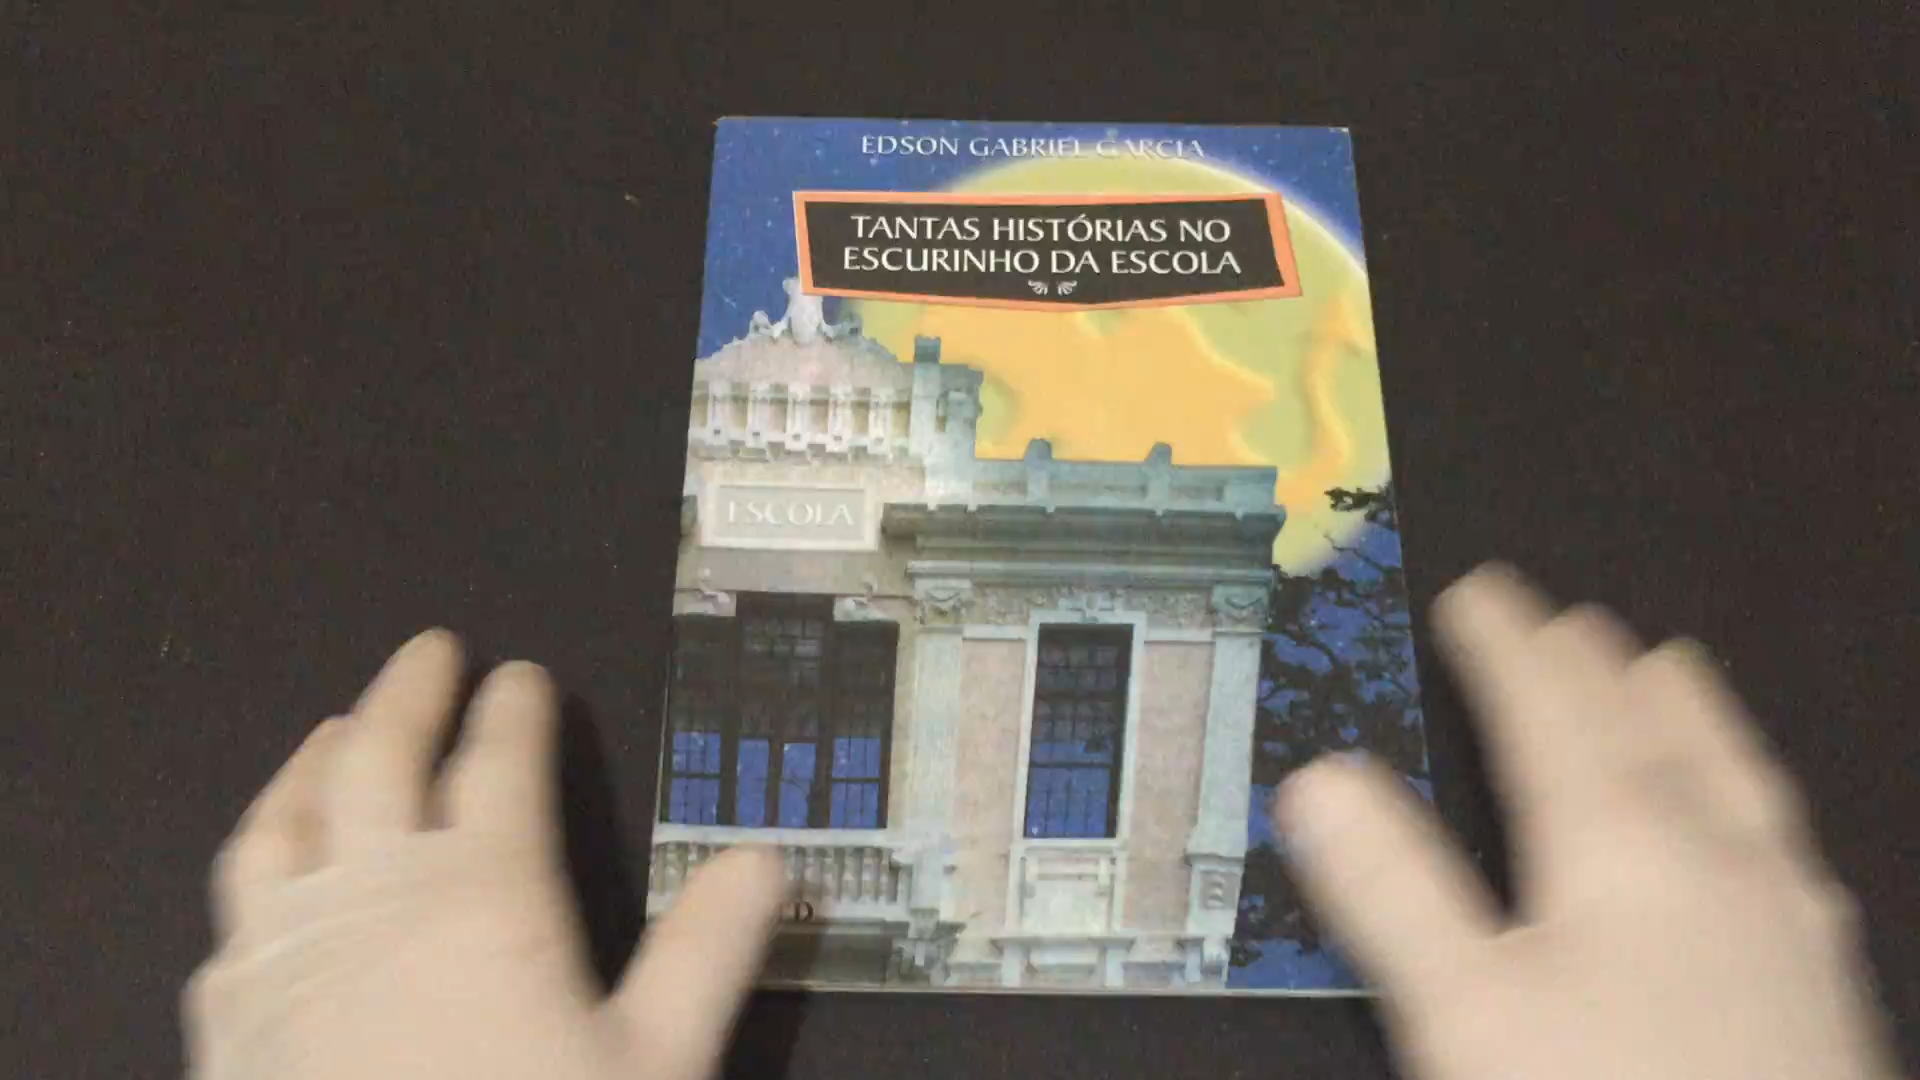 EDSON GABRIEL GARCIA
TANTAS HISTÓRIAS NO
ESCURINHO DA ESCOLA
ESCOLA